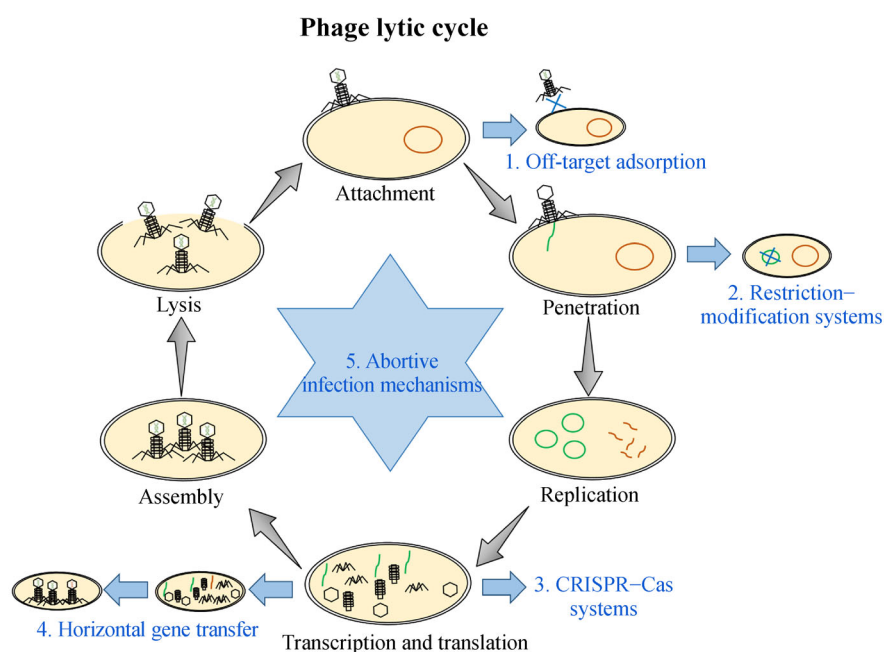 Phage lytic cycle
Attachment
1. Off-target adsorption
Penetration
2. Restriction−
modification systems
Lysis
5. Abortive
infection mechanisms
Replication
Assembly
3. CRISPR−Cas
systems
4. Horizontal gene transfer
Transcription and translation